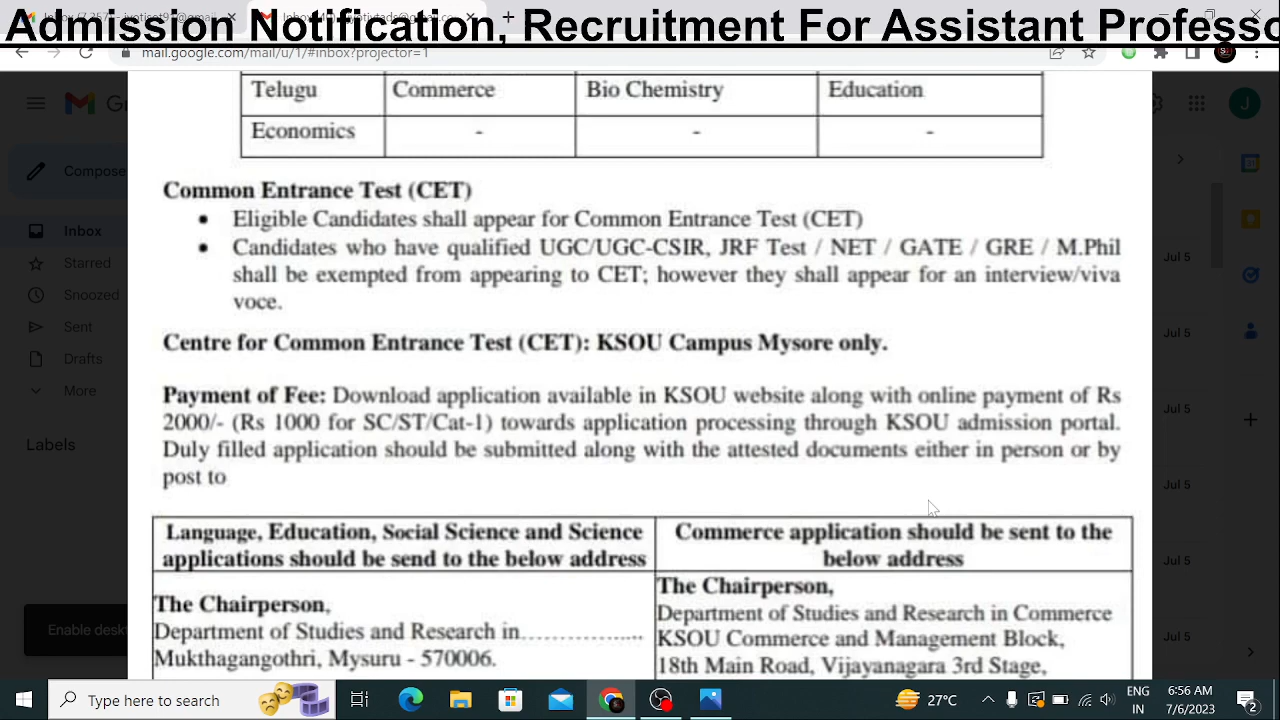 Admission Notification, Recruitment For Assistant Professo
mail.google.com/mail/u/1/#inbox?projector=1
Telugu Commerce Bio Chemistry Education
Economics - - -
Common Entrance Test (CET)
• Eligible Candidates shall appear for Common Entrance Test (CET)
• Candidates who have qualified UGC/UGC-CSIR, JRF Test / NET / GATE / GRE / M.Phil
shall be exempted from appearing to CET; however they shall appear for an interview/viva
voce.
Centre for Common Entrance Test (CET): KSOU Campus Mysore only.
Payment of Fee: Download application available in KSOU website along with online payment of Rs
2000/- (Rs 1000 for SC/ST/Cat-1) towards application processing through KSOU admission portal.
Duly filled application should be submitted along with the attested documents either in person or by
post to
Language, Education, Social Science and Science
applications should be send to the below address
The Chairperson,
Department of Studies and Research in……………...
Mukthagangothri, Mysuru - 570006.
Commerce application should be sent to the
below address
The Chairperson,
Department of Studies and Research in Commerce
KSOU Commerce and Management Block,
18th Main Road, Vijayanagara 3rd Stage,
Compose
Inbox
Starred
Snoozed
Sent
Drafts
More
Labels
Enable desk
J
Jul 5
Jul 5
Jul 5
Jul 5
Jul 5
Jul 5
Type here to search
27°C
ENG
IN
6:56 AM
7/6/2023
2